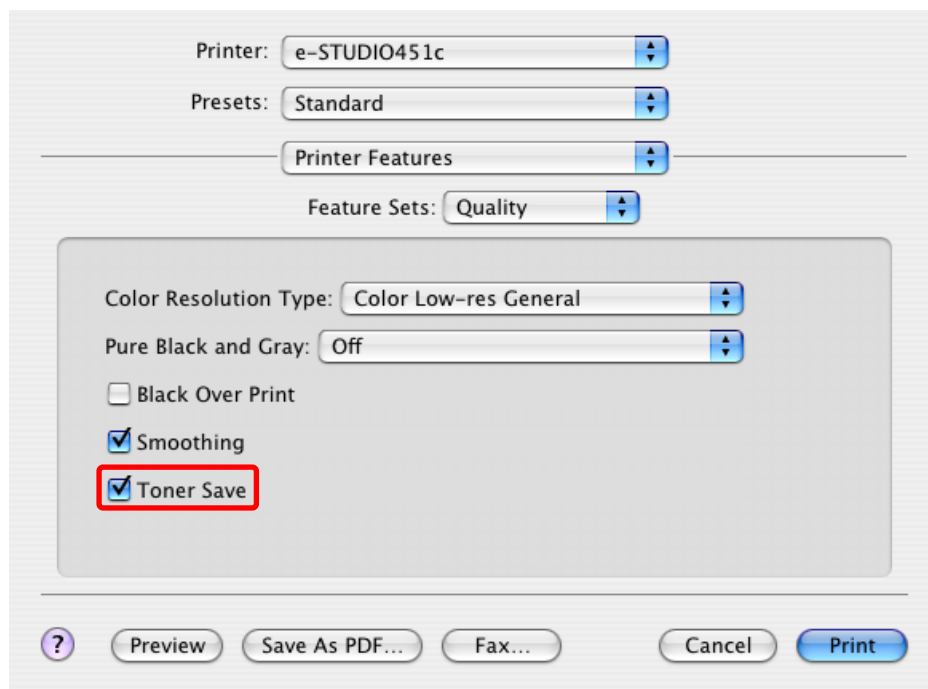 Printer: e-STUDIO451c
Presets: Standard
Printer Features
Feature Sets: Quality
Color Resolution Type: Color Low-res General
Pure Black and Gray: Off
Black Over Print
Smoothing
Toner Save
? Preview Save As PDF... Fax... Cancel Print